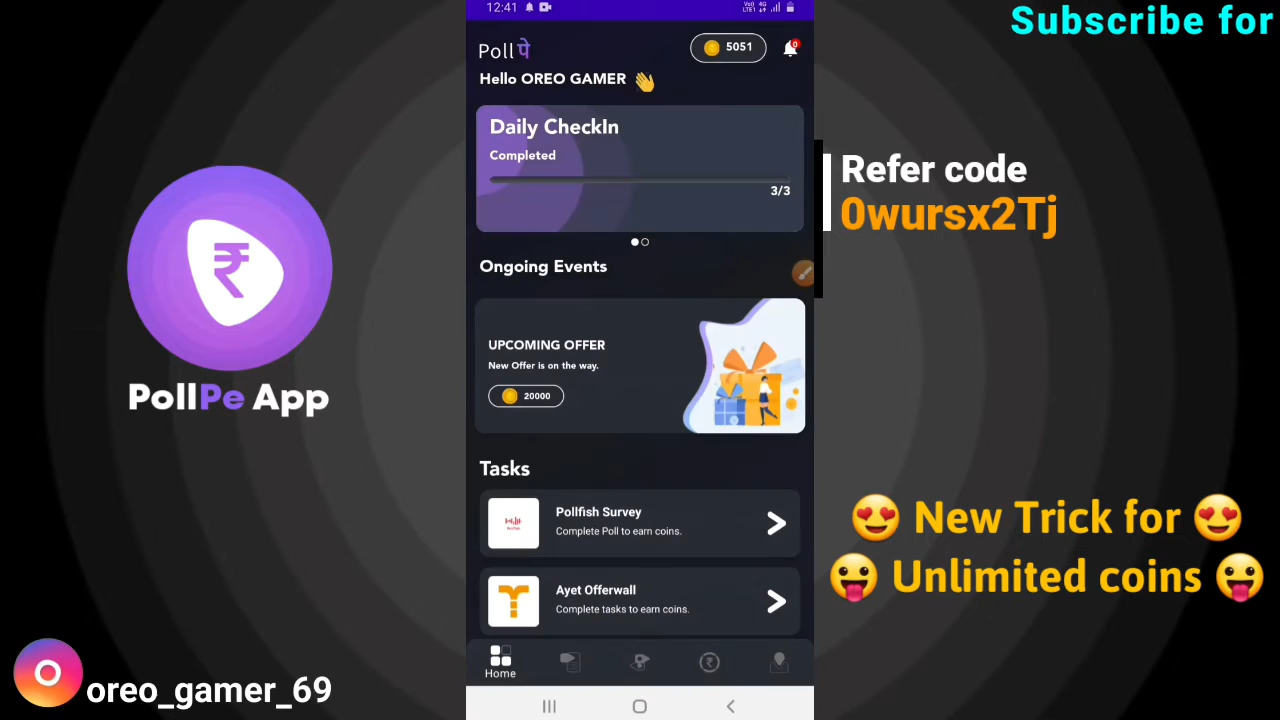 Subscribe for
12:41
Poll पे
5051
0
Hello OREO GAMER 👋
Daily CheckIn
Completed
3/3
Refer code
0wursx2Tj
Ongoing Events
UPCOMING OFFER
New Offer is on the way.
20000
PollPe App
Tasks
Pollfish Survey
Complete Poll to earn coins.
Ayet Offerwall
Complete tasks to earn coins.
😍 New Trick for 😍
😛 Unlimited coins 😛
Home
oreo_gamer_69